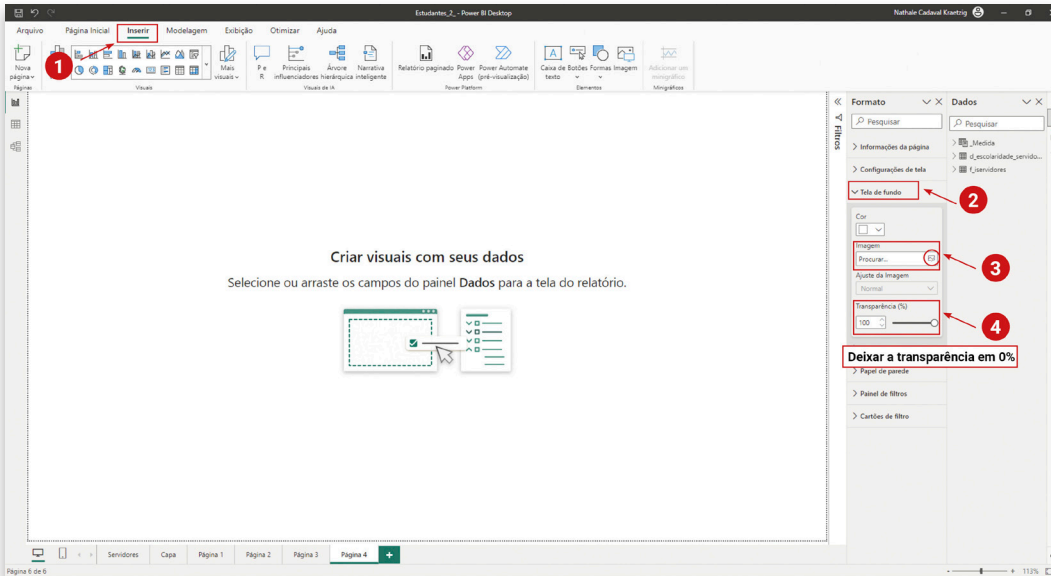 Estudantes_2_ - Power BI Desktop
Nathale Cadaval Kraetzig
Arquivo Página Inicial Inserir Modelagem Exibição Otimizar Ajuda
1
Nova página
Mais visuais
P e R
Principais influenciadores
Árvore hierárquica
Narrativa inteligente
Relatório paginado
Power Apps
Power Automate (pré-visualização)
Caixa de texto
Botões
Formas
Imagem
Adicionar um minigráfico
Páginas
Visuais
Visuais de IA
Power Platform
Elementos
Minigráficos
Filtros
Formato
Pesquisar
Informações da página
Configurações de tela
Tela de fundo
2
Cor
Imagem
Procurar...
3
Ajuste da Imagem
Normal
Transparência (%)
100
4
Deixar a transparência em 0%
Papel de parede
Painel de filtros
Cartões de filtro
Dados
Pesquisar
_Medida
d_escolaridade_servido...
f_iservidores
Criar visuais com seus dados
Selecione ou arraste os campos do painel Dados para a tela do relatório.
Servidores Capa Página 1 Página 2 Página 3 Página 4 +
Página 6 de 6
- + 113%